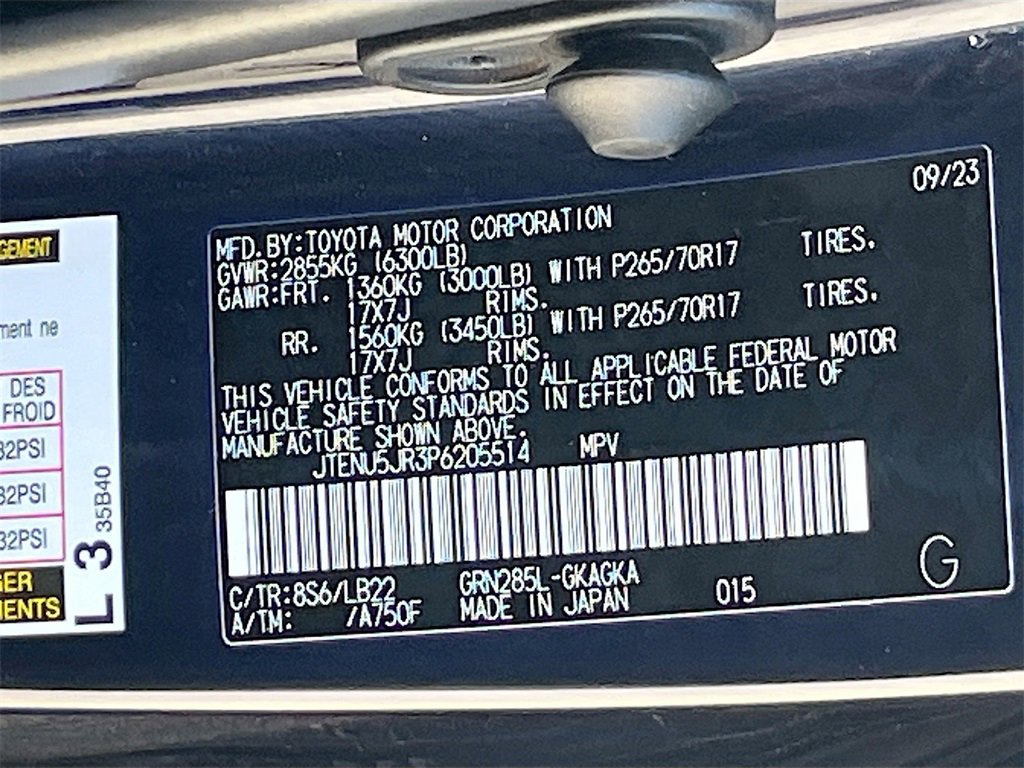 GEMENT
ment ne
DES
FROID
32PSI
32PSI
32PSI
GER
MENTS
L 3 35B40
09/23
MFD.BY:TOYOTA MOTOR CORPORATION
GVWR:2855KG (6300LB)
GAWR:FRT. 1360KG (3000LB) WITH P265/70R17 TIRES.
17X7J RIMS.
RR. 1560KG (3450LB) WITH P265/70R17 TIRES.
17X7J RIMS.
THIS VEHICLE CONFORMS TO ALL APPLICABLE FEDERAL MOTOR
VEHICLE SAFETY STANDARDS IN EFFECT ON THE DATE OF
MANUFACTURE SHOWN ABOVE.
JTENU5JR3P6205514 MPV
C/TR:8S6/LB22 GRN285L-GKAGKA
A/TM: /A750F MADE IN JAPAN 015 G